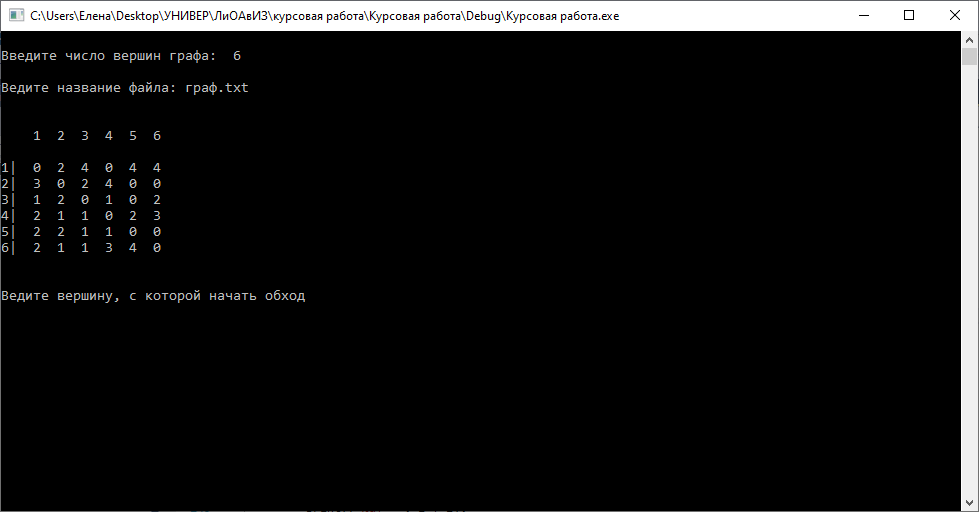 C:\Users\Елена\Desktop\УНИВЕР\ЛиОАвИЗ\курсовая работа\Курсовая работа\Debug\Курсовая работа.exe
Введите число вершин графа:  6
Ведите название файла: граф.txt
    1  2  3  4  5  6
1|  0  2  4  0  4  4
2|  3  0  2  4  0  0
3|  1  2  0  1  0  2
4|  2  1  1  0  2  3
5|  2  2  1  1  0  0
6|  2  1  1  3  4  0
Ведите вершину, с которой начать обход